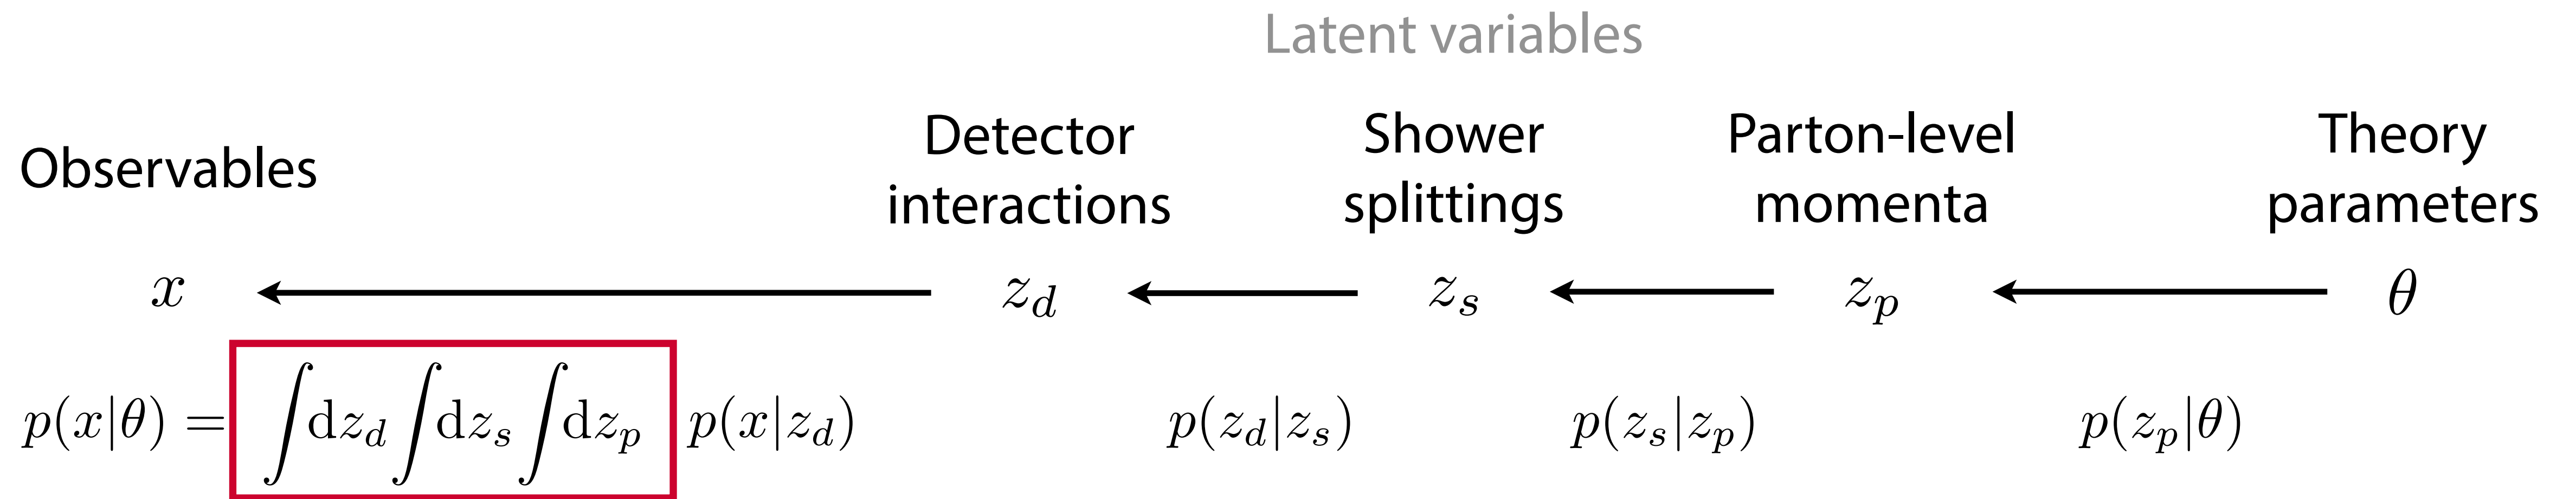 Latent variables
Observables
Detector
interactions
Shower
splittings
Parton-level
momenta
Theory
parameters
x ← z_d ← z_s ← z_p ← θ
p(x|θ) = ∫dz_d ∫dz_s ∫dz_p p(x|z_d) p(z_d|z_s) p(z_s|z_p) p(z_p|θ)